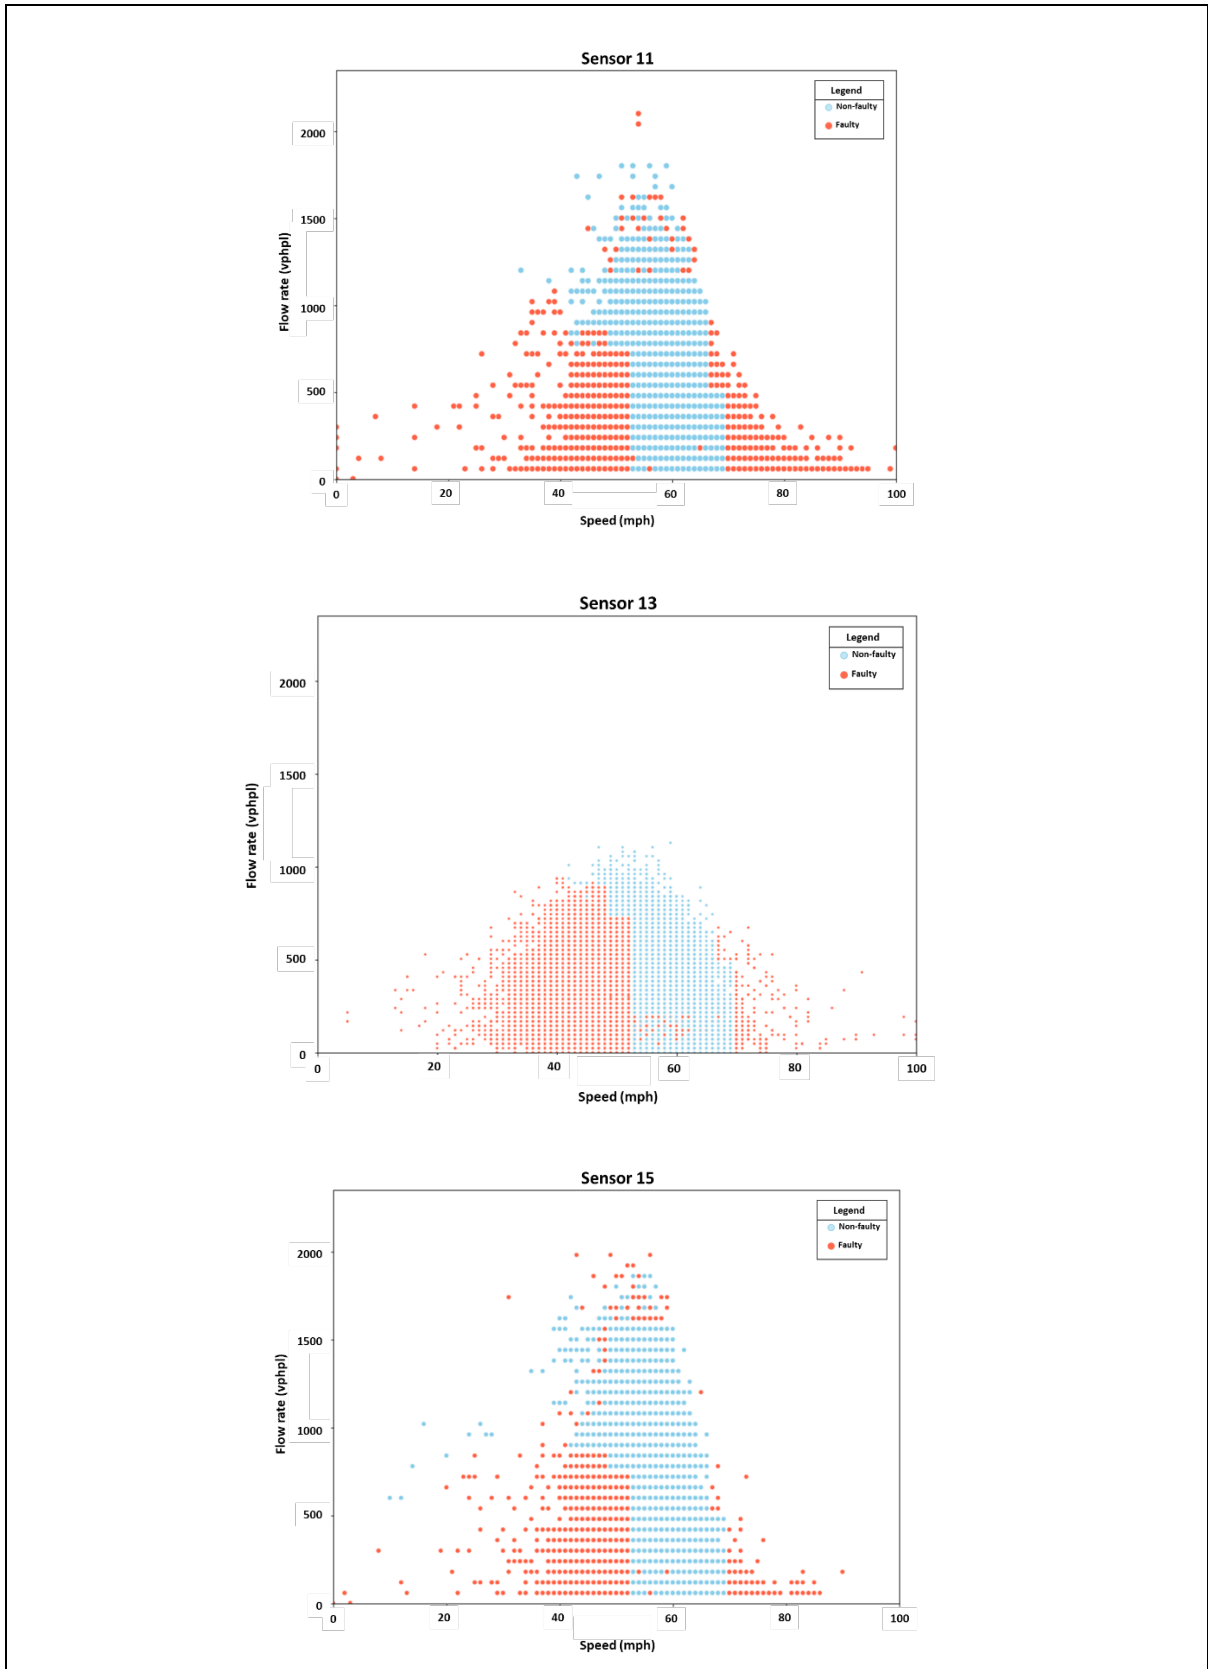 Sensor 11
Legend
Non-faulty
Faulty
2000
1500
1000
500
0
Flow rate (vphpl)
0 20 40 60 80 100
Speed (mph)
Sensor 13
Legend
Non-faulty
Faulty
2000
1500
1000
500
0
Flow rate (vphpl)
0 20 40 60 80 100
Speed (mph)
Sensor 15
Legend
Non-faulty
Faulty
2000
1500
1000
500
0
Flow rate (vphpl)
0 20 40 60 80 100
Speed (mph)